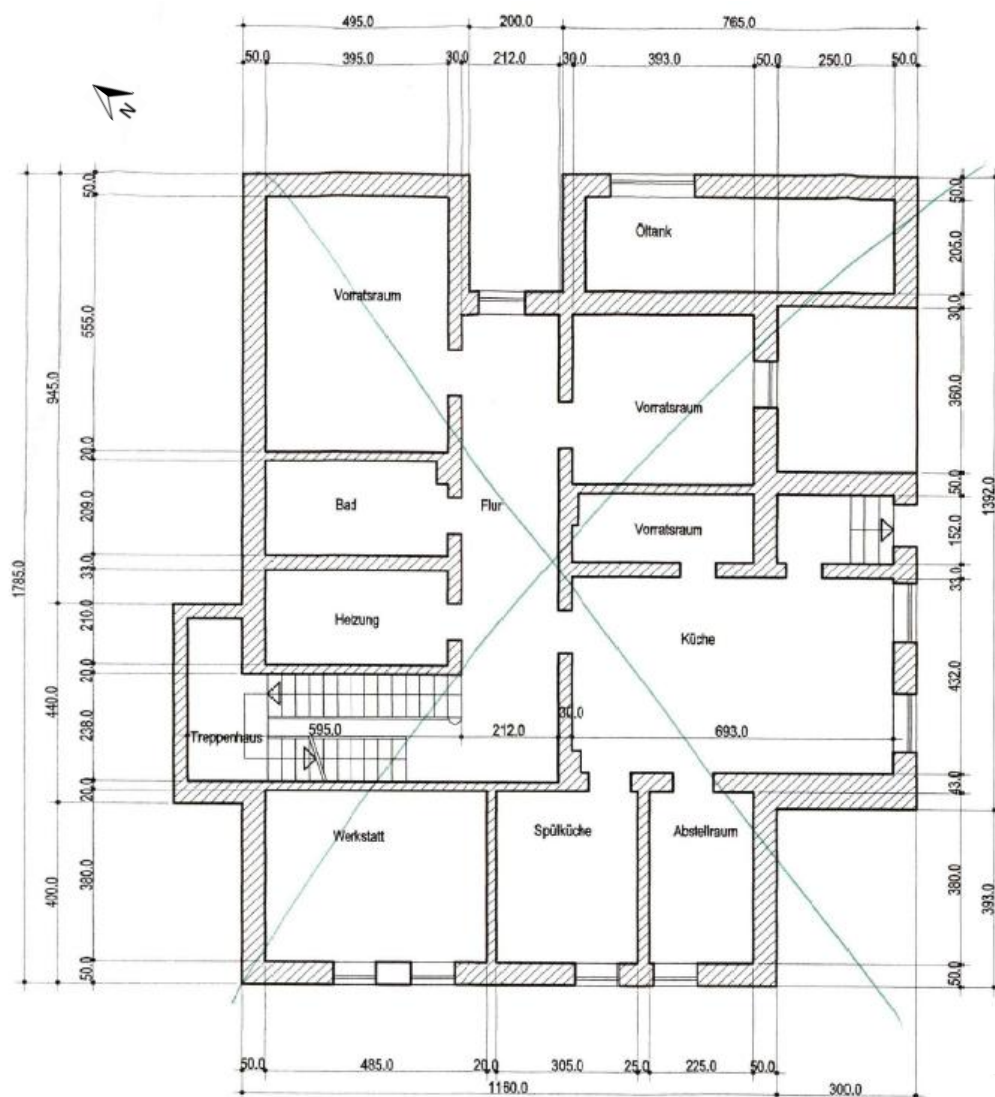 495.0 200.0 765.0
50.0 395.0 30.0 212.0 30.0 393.0 50.0 250.0 50.0
N
50.0
555.0
20.0
209.0
33.0
210.0
20.0
238.0
20.0
380.0
50.0
945.0
440.0
400.0
1785.0
Öltank
Vorratsraum
Vorratsraum
Bad
Flur
Vorratsraum
Heizung
Küche
Treppenhaus
595.0
212.0
30.0
693.0
Werkstatt
Spülküche
Abstellraum
50.0
205.0
30.0
360.0
50.0
152.0
33.0
432.0
43.0
380.0
50.0
1392.0
393.0
50.0 485.0 20.0 305.0 25.0 225.0 50.0
1160.0 300.0